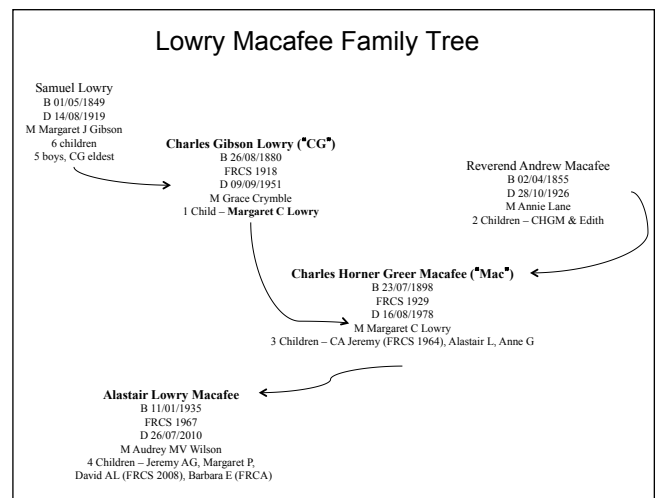 Lowry Macafee Family Tree
Samuel Lowry
B 01/05/1849
D 14/08/1919
M Margaret J Gibson
6 children
5 boys, CG eldest
Charles Gibson Lowry ("CG")
B 26/08/1880
FRCS 1918
D 09/09/1951
M Grace Crymble
1 Child – Margaret C Lowry
Reverend Andrew Macafee
B 02/04/1855
D 28/10/1926
M Annie Lane
2 Children – CHGM & Edith
Charles Horner Greer Macafee ("Mac")
B 23/07/1898
FRCS 1929
D 16/08/1978
M Margaret C Lowry
3 Children – CA Jeremy (FRCS 1964), Alastair L, Anne G
Alastair Lowry Macafee
B 11/01/1935
FRCS 1967
D 26/07/2010
M Audrey MV Wilson
4 Children – Jeremy AG, Margaret P,
David AL (FRCS 2008), Barbara E (FRCA)